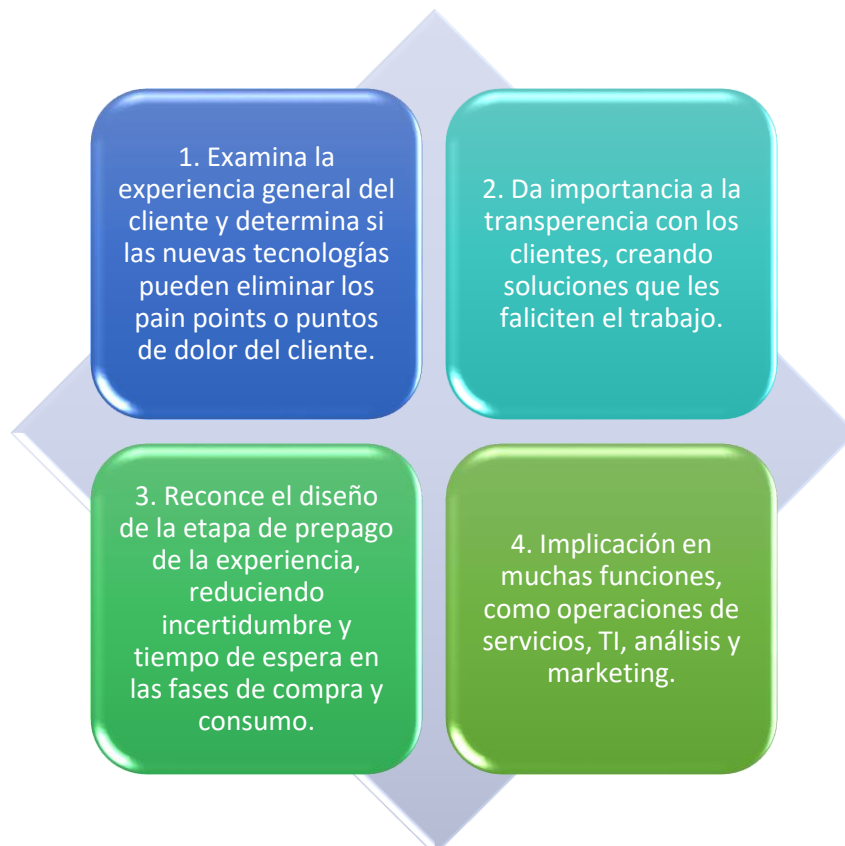 1. Examina la
experiencia general del
cliente y determina si
las nuevas tecnologías
pueden eliminar los
pain points o puntos
de dolor del cliente.
2. Da importancia a la
transperencia con los
clientes, creando
soluciones que les
faliciten el trabajo.
3. Reconce el diseño
de la etapa de prepago
de la experiencia,
reduciendo
incertidumbre y
tiempo de espera en
las fases de compra y
consumo.
4. Implicación en
muchas funciones,
como operaciones de
servicios, TI, análisis y
marketing.